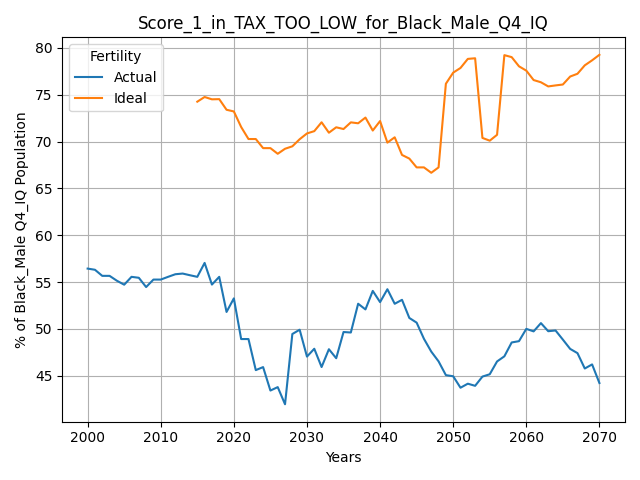 Score_1_in_TAX_TOO_LOW_for_Black_Male_Q4_IQ
Fertility
Actual
Ideal
% of Black_Male Q4_IQ Population
80
75
70
65
60
55
50
45
2000 2010 2020 2030 2040 2050 2060 2070
Years